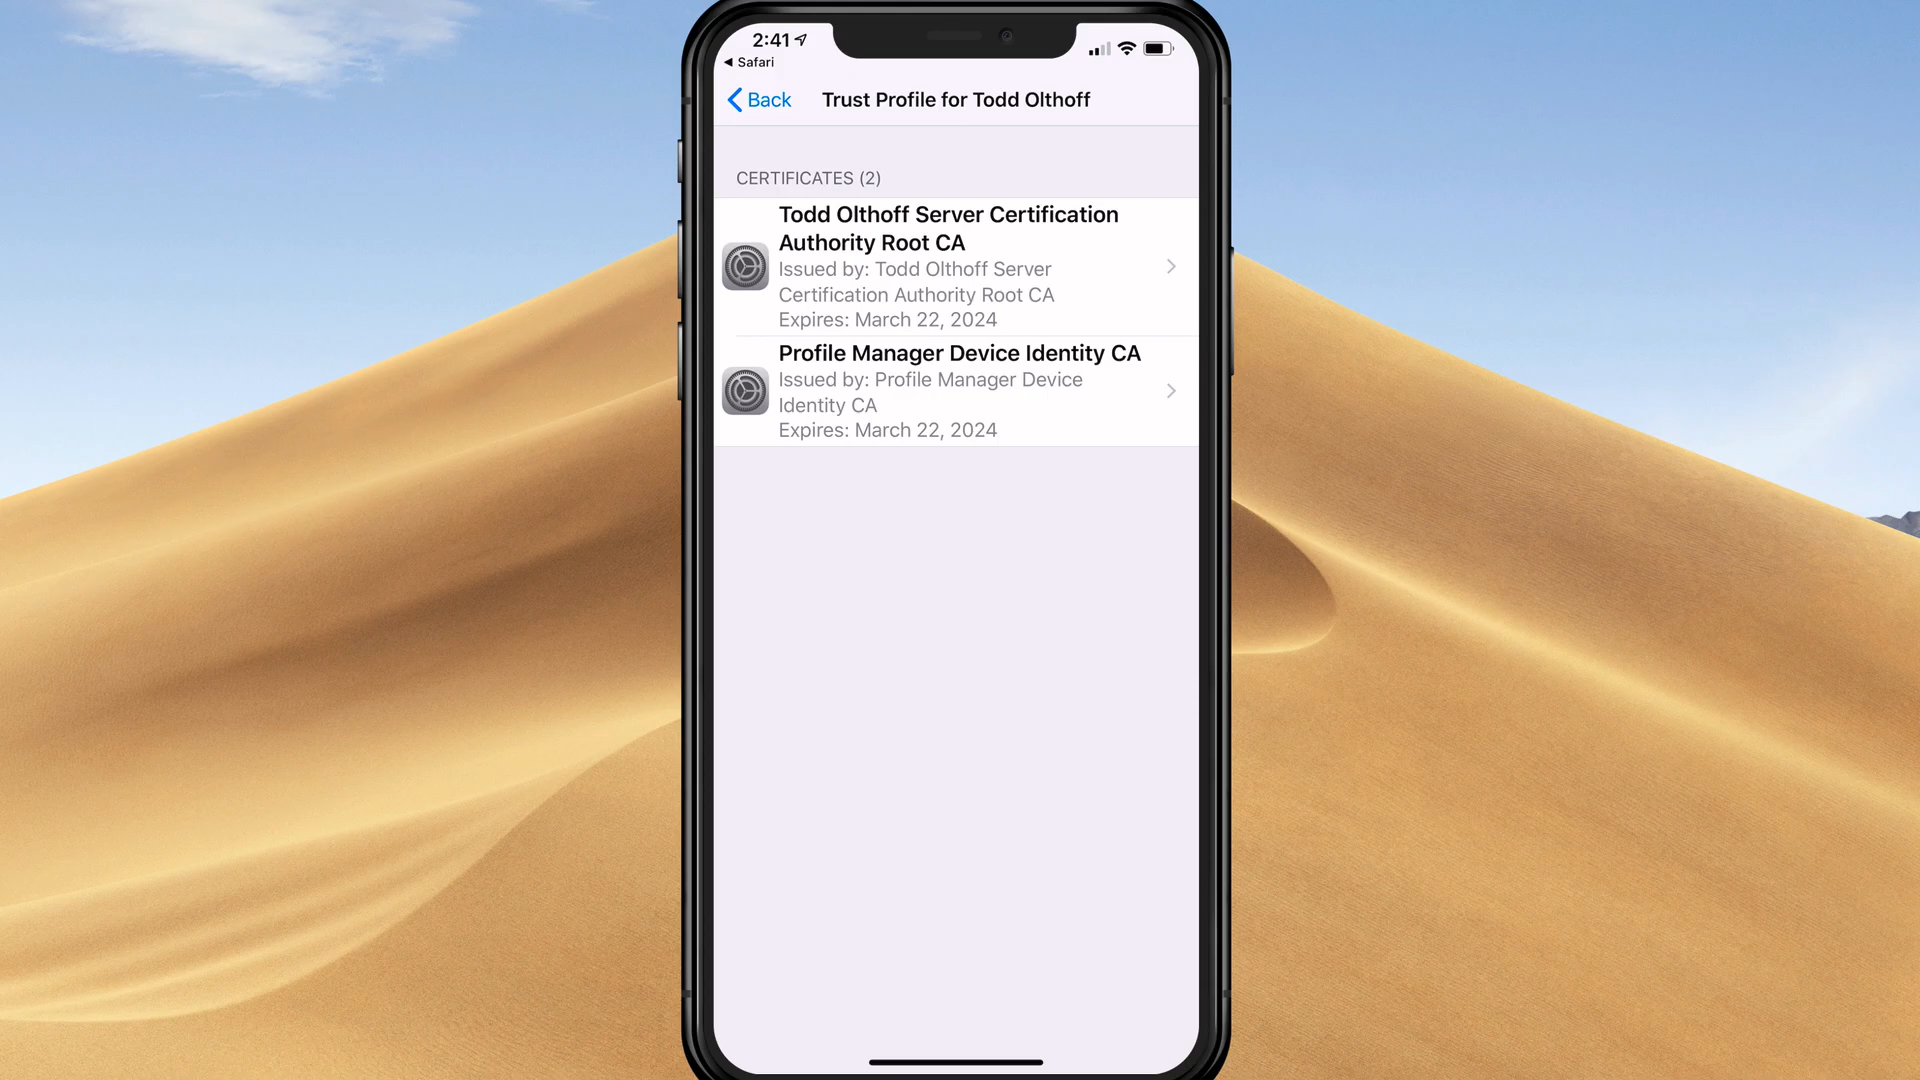 2:41
◀ Safari
Back
Trust Profile for Todd Olthoff
CERTIFICATES (2)
Todd Olthoff Server Certification
Authority Root CA
Issued by: Todd Olthoff Server
Certification Authority Root CA
Expires: March 22, 2024
Profile Manager Device Identity CA
Issued by: Profile Manager Device
Identity CA
Expires: March 22, 2024